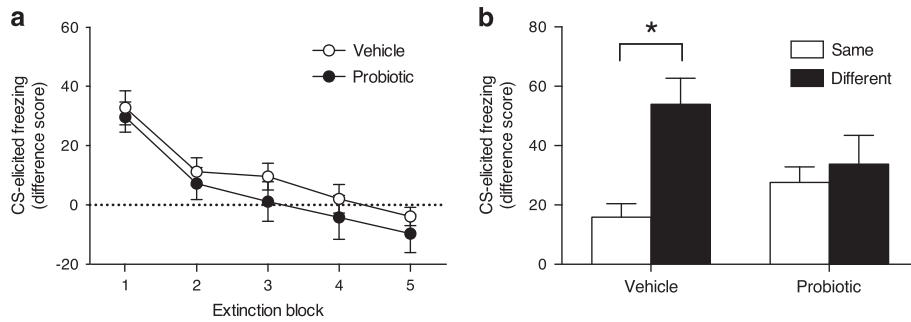 a
60
40
20
0
-20
CS-elicited freezing
(difference score)
Vehicle
Probiotic
1 2 3 4 5
Extinction block
b
80
60
40
20
0
CS-elicited freezing
(difference score)
*
Same
Different
Vehicle Probiotic